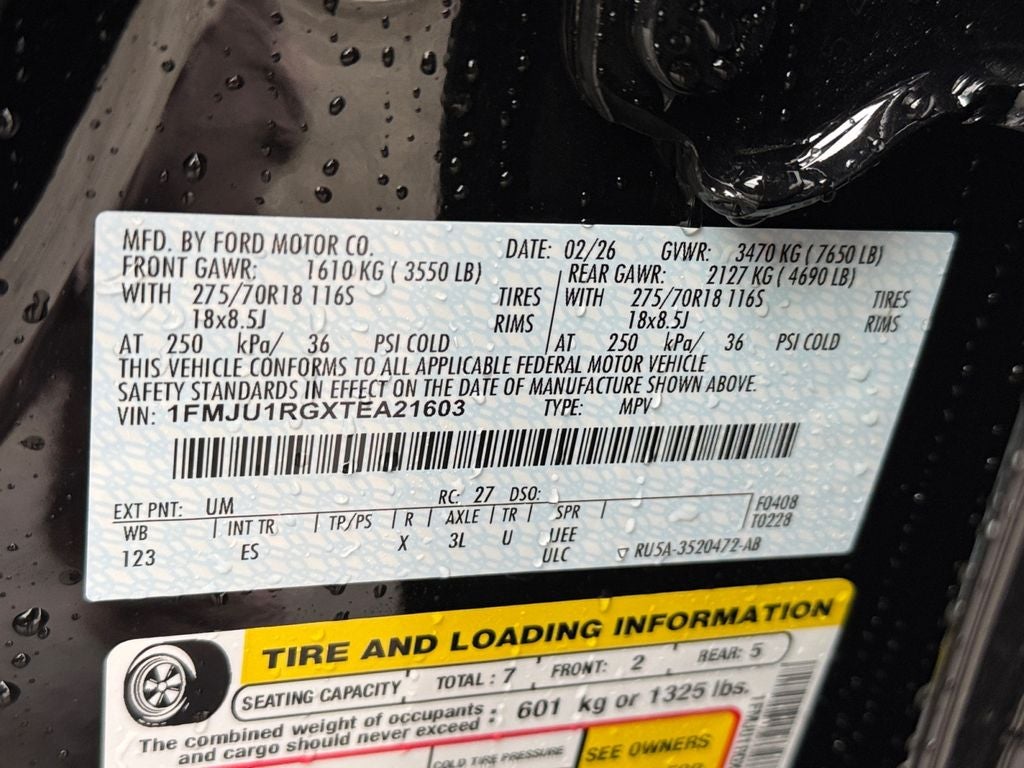 MFD. BY FORD MOTOR CO. DATE: 02/26 GVWR: 3470 KG ( 7650 LB)
FRONT GAWR: 1610 KG ( 3550 LB) REAR GAWR: 2127 KG ( 4690 LB)
WITH 275/70R18 116S TIRES WITH 275/70R18 116S TIRES
18x8.5J RIMS 18x8.5J RIMS
AT 250 kPa/ 36 PSI COLD AT 250 kPa/ 36 PSI COLD
THIS VEHICLE CONFORMS TO ALL APPLICABLE FEDERAL MOTOR VEHICLE
SAFETY STANDARDS IN EFFECT ON THE DATE OF MANUFACTURE SHOWN ABOVE.
VIN: 1FMJU1RGXTEA21603 TYPE: MPV
EXT PNT: UM RC: 27 DSO: F0408
WB INT TR TP/PS R AXLE TR SPR T0228
123 ES X 3L U UEE
ULC RU5A-3520472-AB
TIRE AND LOADING INFORMATION
SEATING CAPACITY TOTAL : 7 FRONT: 2 REAR: 5
The combined weight of occupants : 601 kg or 1325 lbs.
and cargo should never exceed
COLD TIRE PRESSURE SEE OWNERS